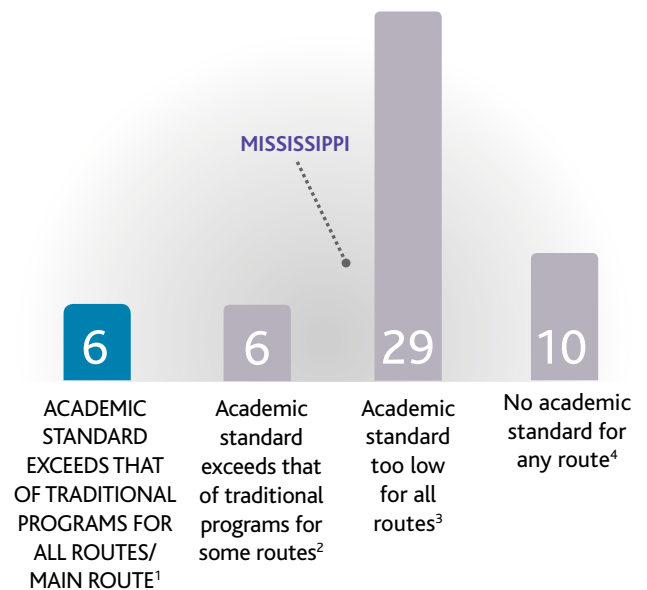 MISSISSIPPI
6
6
29
10
ACADEMIC
STANDARD
EXCEEDS THAT
OF TRADITIONAL
PROGRAMS FOR
ALL ROUTES/
MAIN ROUTE¹
Academic
standard
exceeds that
of traditional
programs for
some routes²
Academic
standard
too low
for all
routes³
No academic
standard for
any route⁴